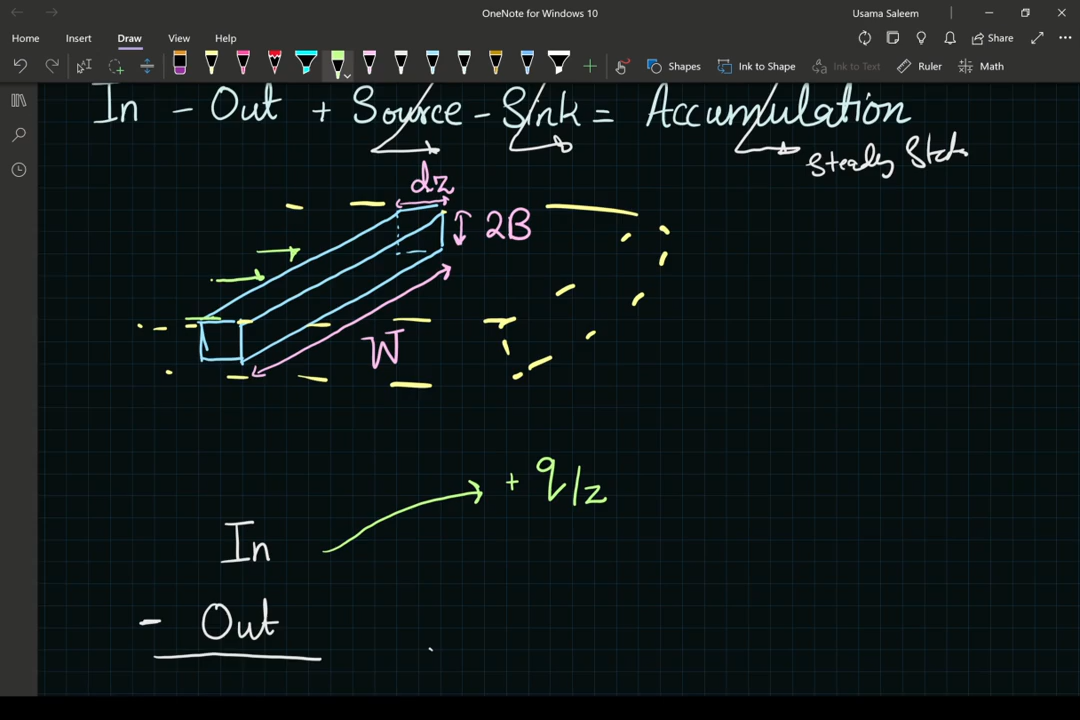 OneNote for Windows 10
Usama Saleem
Home Insert Draw View Help
Share
Shapes Ink to Shape Ink to Text Ruler Math
In - Out + Source - Sink = Accumulation
Steady State
dz
2B
W
+ q/z
In
- Out